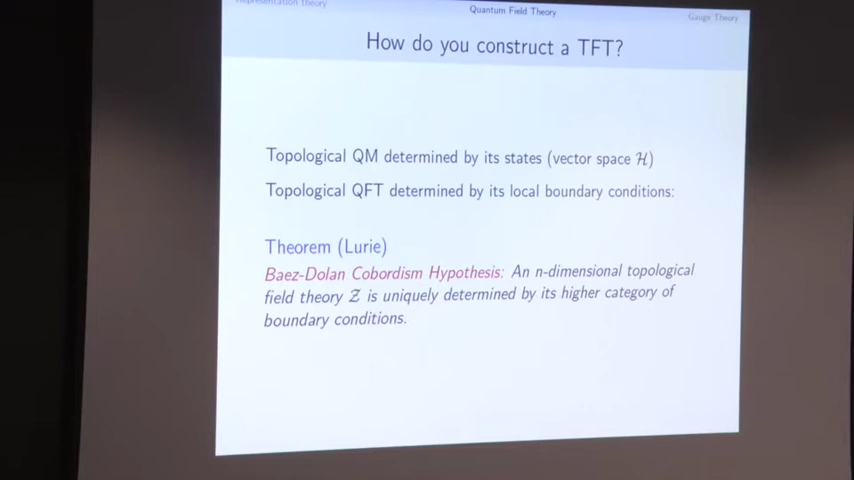 Representation theory
Quantum Field Theory
Gauge Theory
How do you construct a TFT?
Topological QM determined by its states (vector space ℋ)
Topological QFT determined by its local boundary conditions:
Theorem (Lurie)
Baez-Dolan Cobordism Hypothesis: An n-dimensional topological
field theory 𝒵 is uniquely determined by its higher category of
boundary conditions.